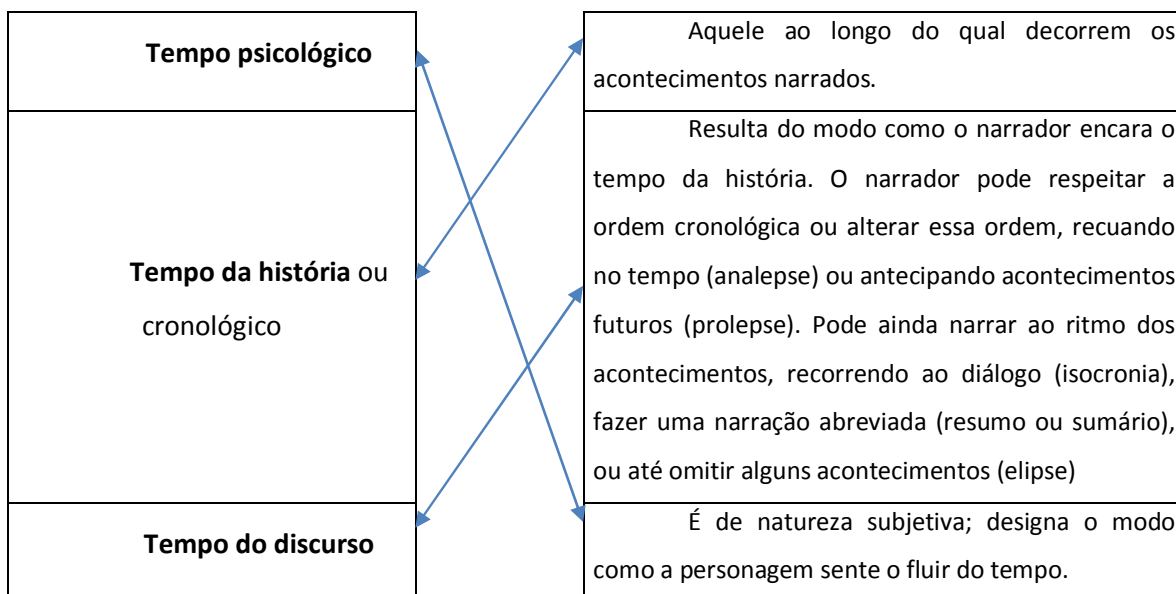 Tempo psicológico
Aquele ao longo do qual decorrem os
acontecimentos narrados.
Tempo da história ou
cronológico
Resulta do modo como o narrador encara o
tempo da história. O narrador pode respeitar a
ordem cronológica ou alterar essa ordem, recuando
no tempo (analepse) ou antecipando acontecimentos
futuros (prolepse). Pode ainda narrar ao ritmo dos
acontecimentos, recorrendo ao diálogo (isocronia),
fazer uma narração abreviada (resumo ou sumário),
ou até omitir alguns acontecimentos (elipse)
Tempo do discurso
É de natureza subjetiva; designa o modo
como a personagem sente o fluir do tempo.